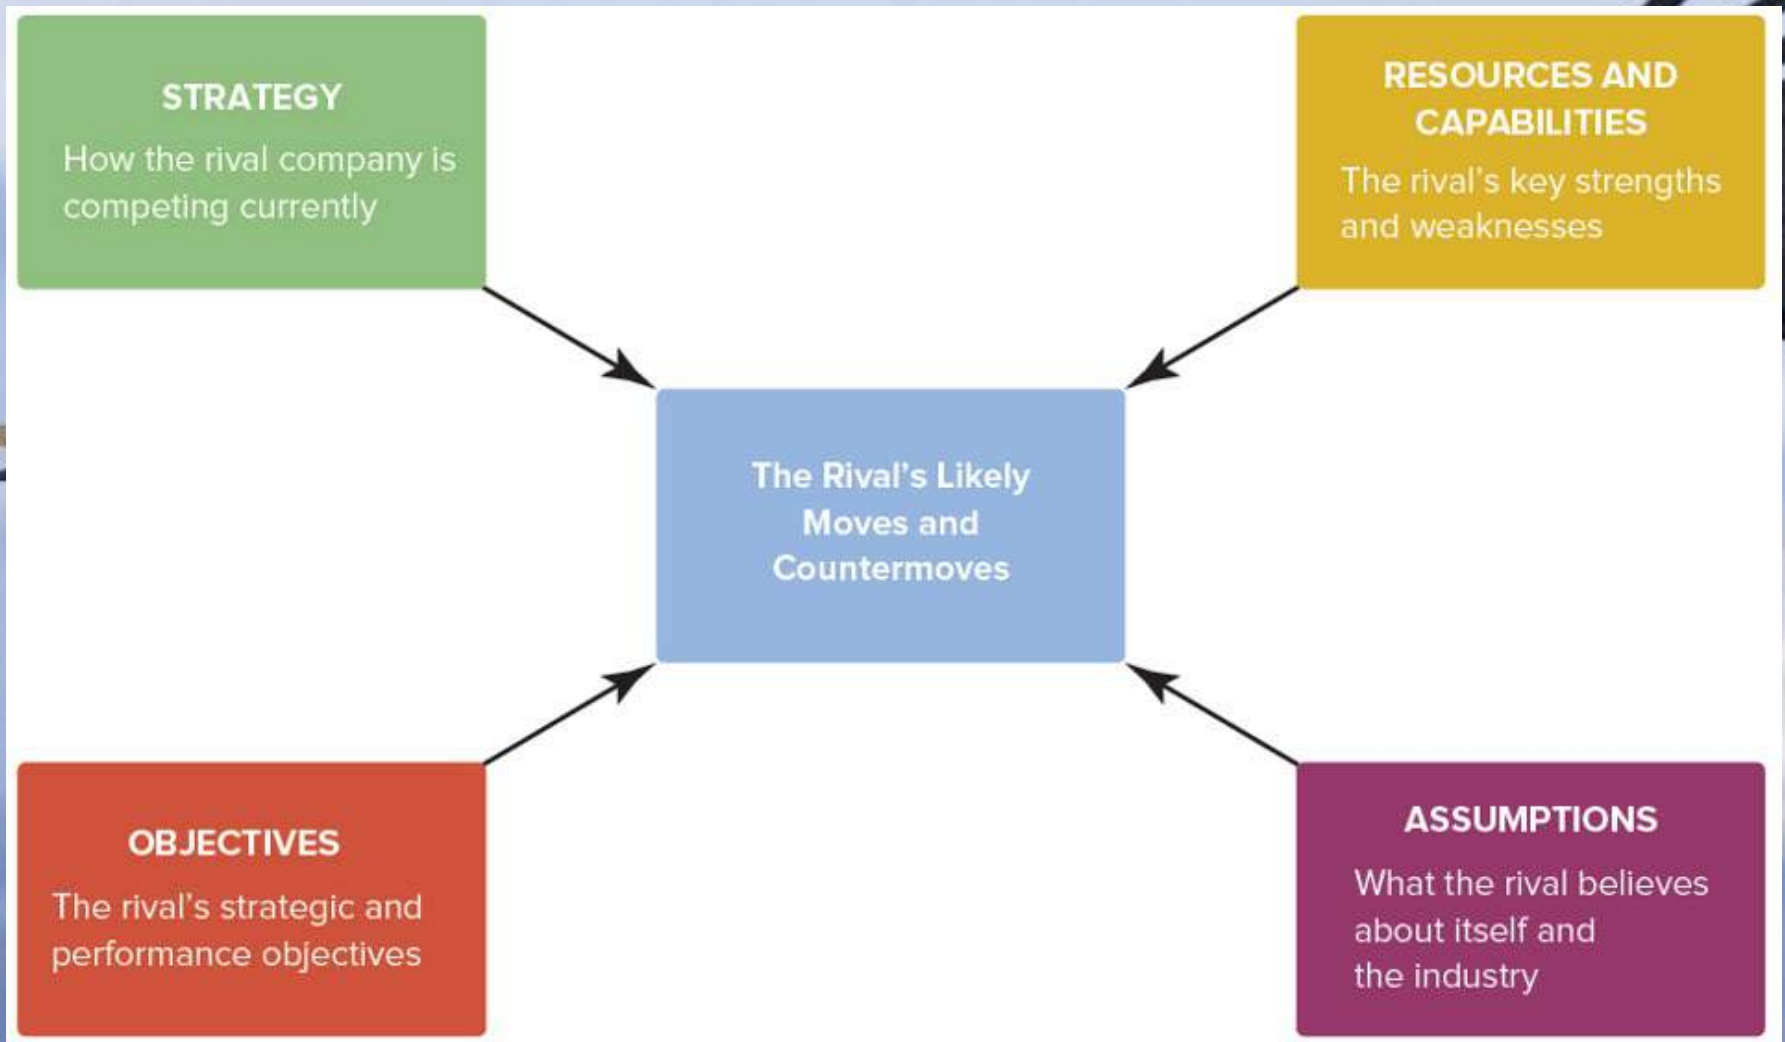 STRATEGY
How the rival company is
competing currently
RESOURCES AND
CAPABILITIES
The rival’s key strengths
and weaknesses
The Rival’s Likely
Moves and
Countermoves
OBJECTIVES
The rival’s strategic and
performance objectives
ASSUMPTIONS
What the rival believes
about itself and
the industry